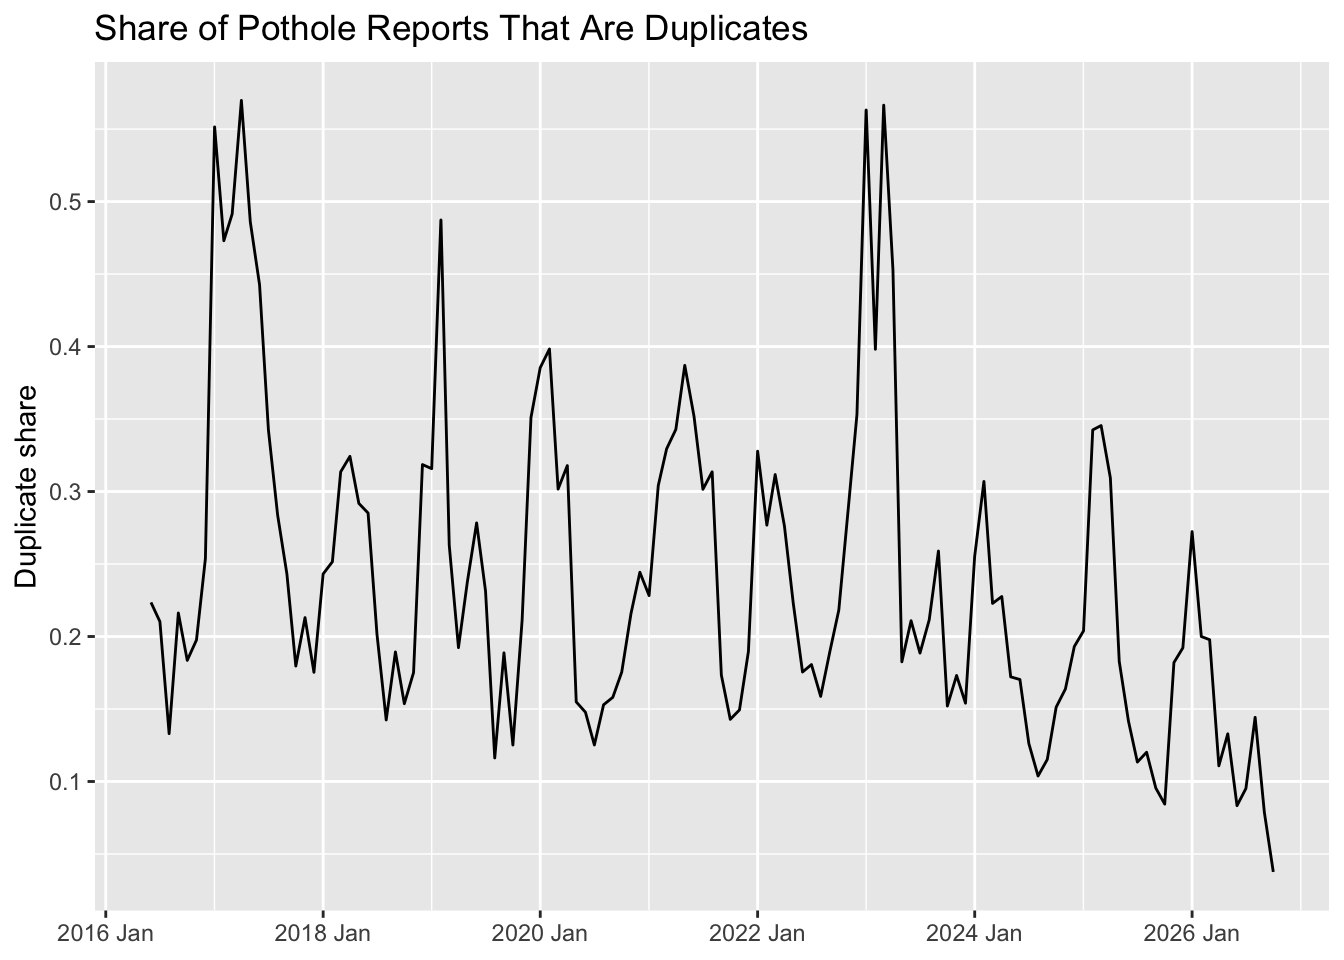 Share of Pothole Reports That Are Duplicates
Duplicate share
0.5
0.4
0.3
0.2
0.1
2016 Jan
2018 Jan
2020 Jan
2022 Jan
2024 Jan
2026 Jan